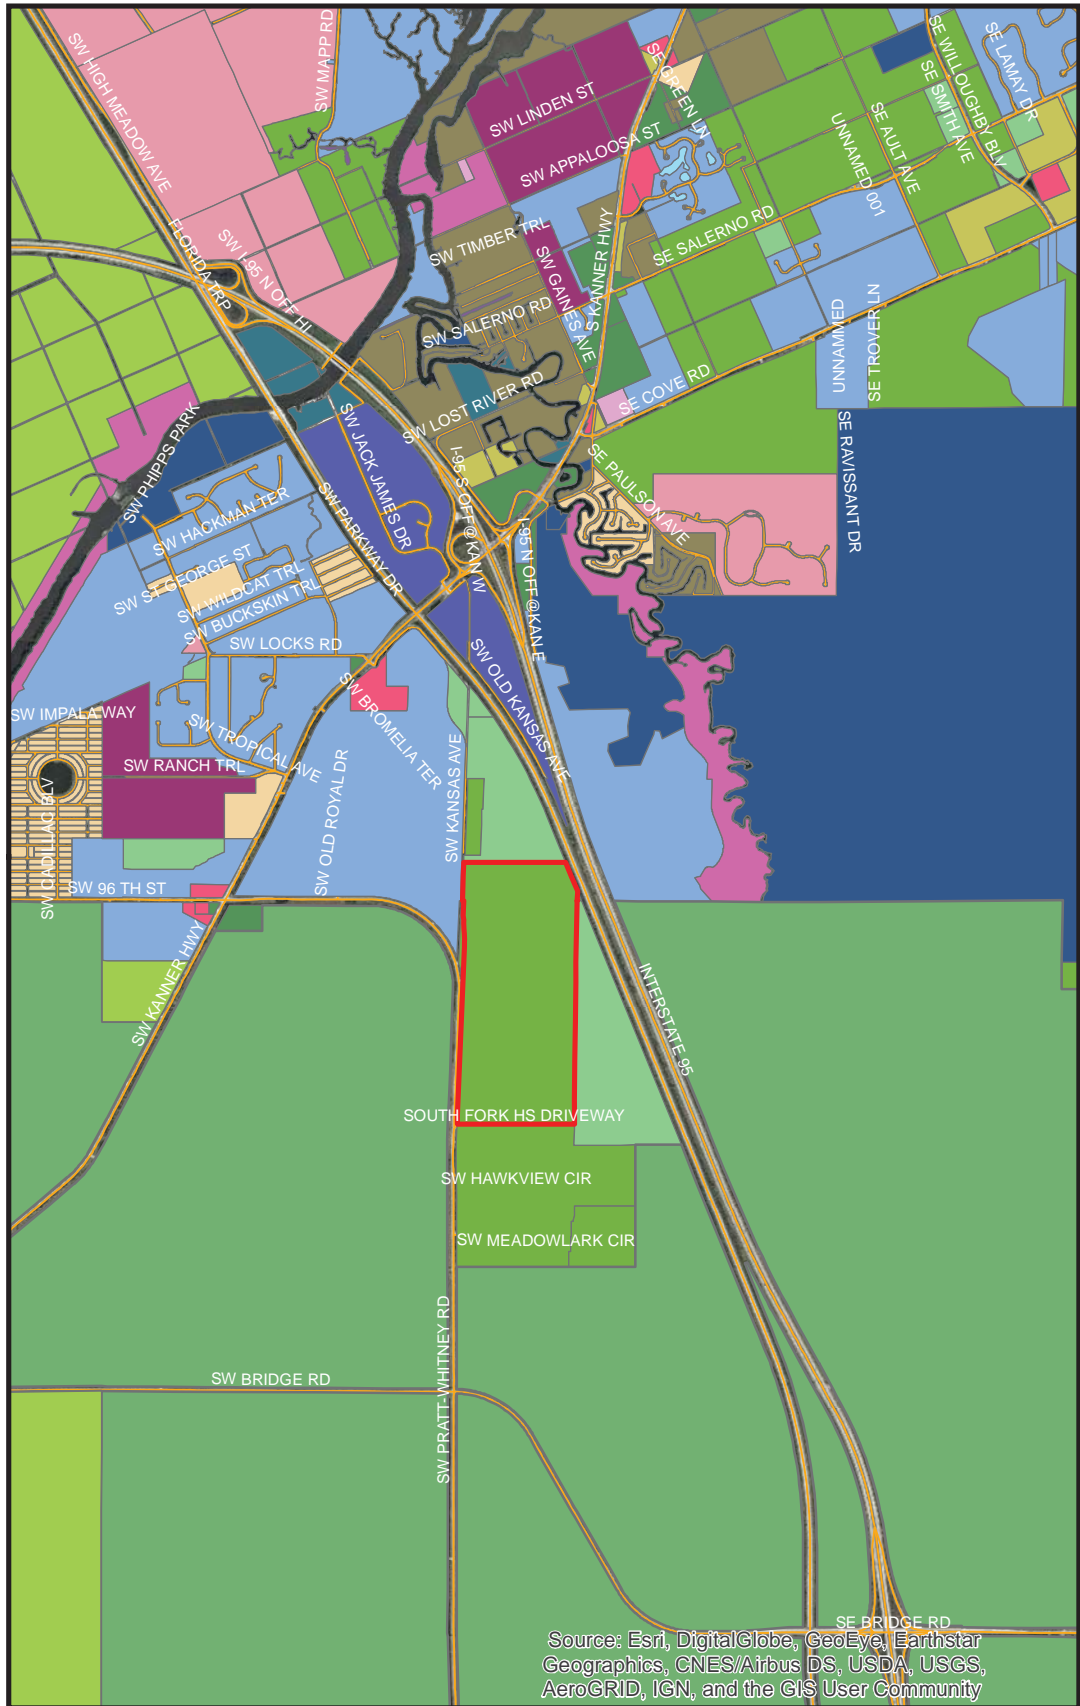 SW HIGH MEADOW AVE
SW MAPP RD
SE GREEN LN
SE WILLOUGHBY BLV
SE LAMAY DR
SE SMITH AVE
SW LINDEN ST
SW APPALOOSA ST
UNNAMED 001
SE AULT AVE
FLORIDA TRP
SW I-95 N OFF HI
SW TIMBER TRL
SW GAINES AVE
S KANNER HWY
SE SALERNO RD
SW SALERNO RD
UNNAMMED
SE TROVER LN
SW LOST RIVER RD
SE COVE RD
SW PHIPPS PARK
SW JACK JAMES DR
I-95 S OFF @KAN W
SE PAULSON AVE
SE RAVISSANT DR
SW HACKMAN TER
SW PARKWAY DR
I-95 N OFF @KAN E
SW ST GEORGE ST
SW WILDCAT TRL
SW BUCKSKIN TRL
SW LOCKS RD
SW OLD KANSAS AVE
SW BROMELIA TER
SW IMPALA WAY
SW TROPICAL AVE
SW RANCH TRL
SW OLD ROYAL DR
SW KANSAS AVE
SW CADILLAC BLV
SW 96 TH ST
SW KANNER HWY
INTERSTATE 95
SOUTH FORK HS DRIVEWAY
SW HAWKVIEW CIR
SW MEADOWLARK CIR
SW PRATT-WHITNEY RD
SW BRIDGE RD
SE BRIDGE RD
Source: Esri, DigitalGlobe, GeoEye, Earthstar
Geographics, CNES/Airbus DS, USDA, USGS,
AeroGRID, IGN, and the GIS User Community